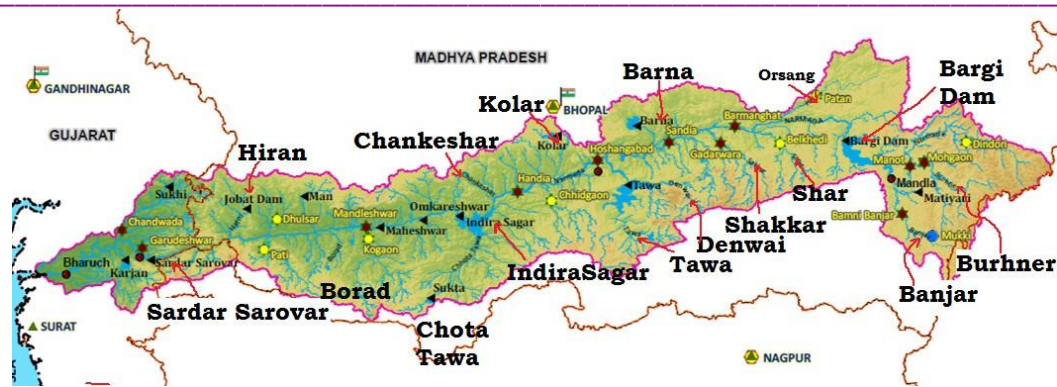 MADHYA PRADESH
GANDHINAGAR
GUJARAT
BHOPAL
Barna
Orsang
Patan
Bargi
Dam
Kolar
Chankeshar
Hiran
Barna
Sandia
Barmanghat
NARMADA
Belkhedi
Bargi Dam
Dindori
Kolar
Hoshangabad
Gadarwara
Manot
Mohgaon
Sukhi
Jobat Dam
Man
Handia
Chhidgaon
Tawa
Shar
Mandla
Matiyari
Chandwada
Dhulsar
Mandleshwar
Omkareshwar
Indira Sagar
Shakkar
Bamni Banjar
Garudeshwar
Maheshwar
Denwai
Mukki
Bharuch
Karjan
Sardar Sarovar
Pati
Kogaon
IndiraSagar
Tawa
Burhner
Banjar
Sardar Sarovar
Borad
Sukta
Chota
Tawa
SURAT
NAGPUR